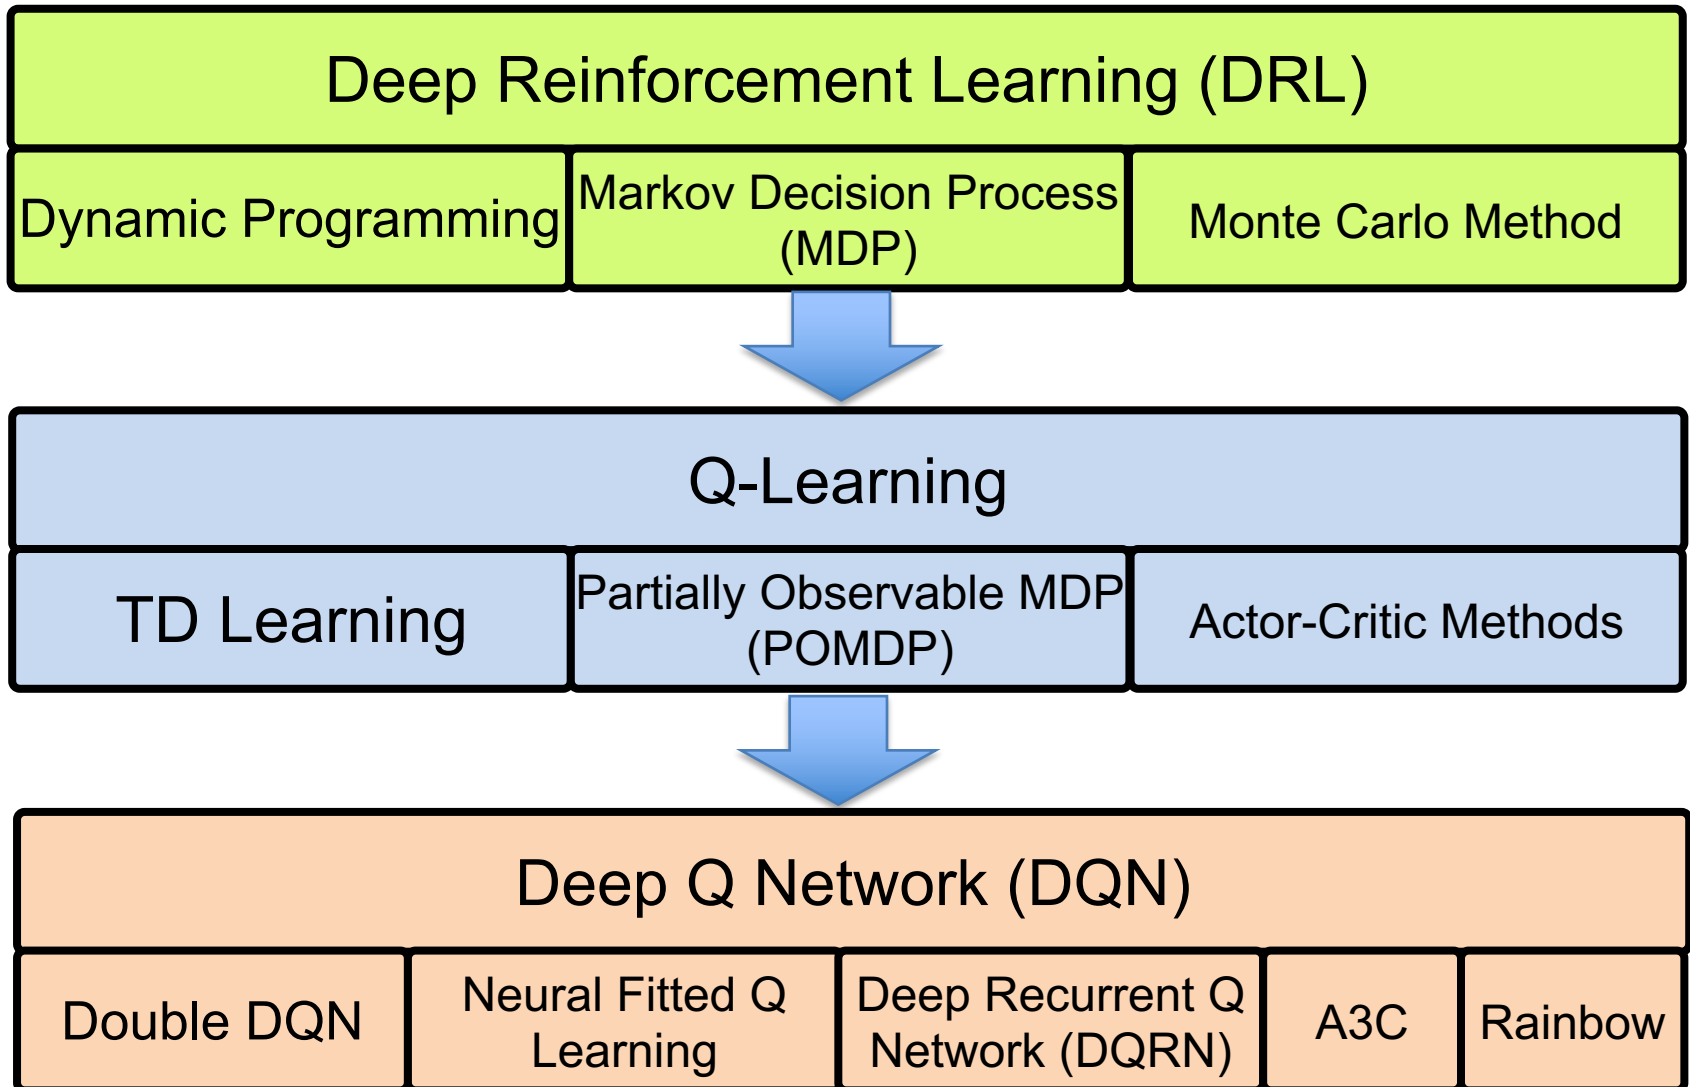 Deep Reinforcement Learning (DRL)
Dynamic Programming
Markov Decision Process
(MDP)
Monte Carlo Method
Q-Learning
TD Learning
Partially Observable MDP
(POMDP)
Actor-Critic Methods
Deep Q Network (DQN)
Double DQN
Neural Fitted Q
Learning
Deep Recurrent Q
Network (DQRN)
A3C
Rainbow